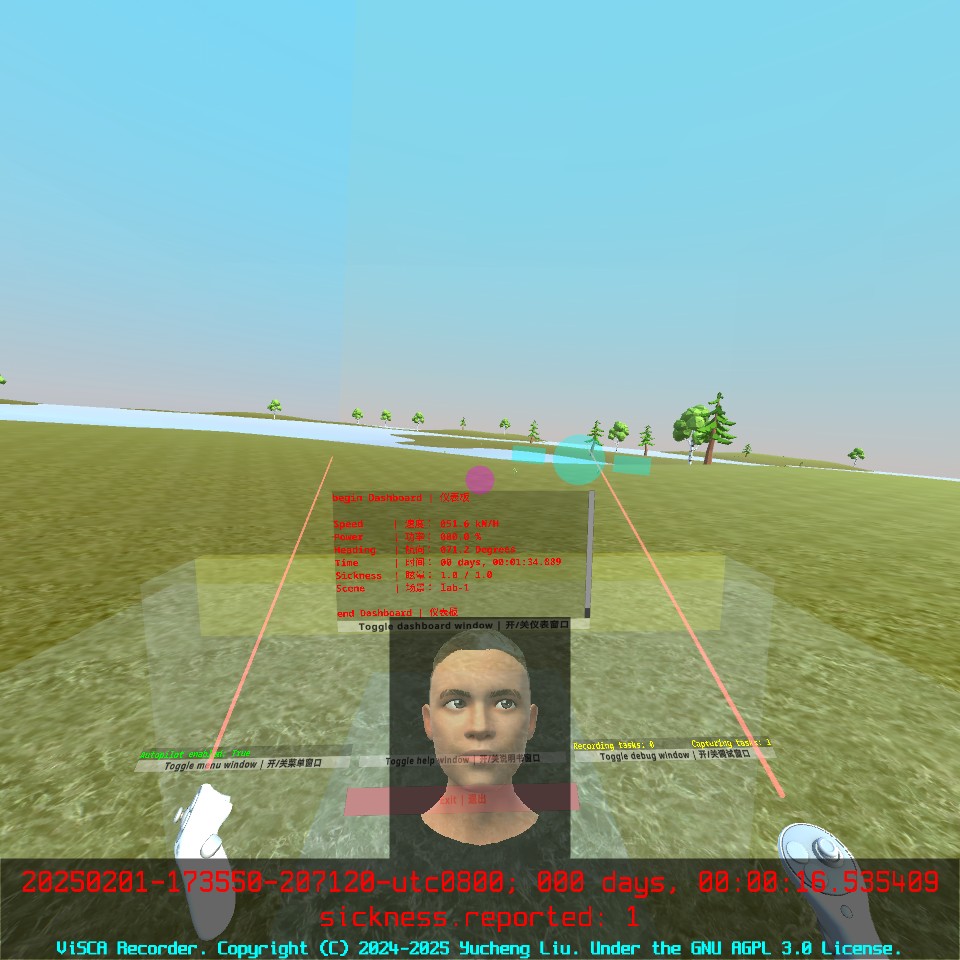 begin Dashboard | 仪表版
Speed | 速度: 051.6 kM/H
Power | 功率: 000.0 %
Heading | 航向: 071.2 Degrees
Time | 时间: 00 days, 00:01:34.889
Sickness | 眩晕: 1.0 / 1.0
Scene | 场景: lab-1
end Dashboard | 仪表板
Toggle dashboard window | 开/关仪表窗口
Autopilot enabled: True
Toggle menu window | 开/关菜单窗口
Toggle help window | 开/关说明书窗口
Recording tasks: 0 Capturing tasks: 1
Toggle debug window | 开/关调试窗口
Exit | 退出
20250201-173550-207120-utc0800; 000 days, 00:00:16.535409
sickness.reported: 1
ViSCA Recorder. Copyright (C) 2024-2025 Yucheng Liu. Under the GNU AGPL 3.0 License.